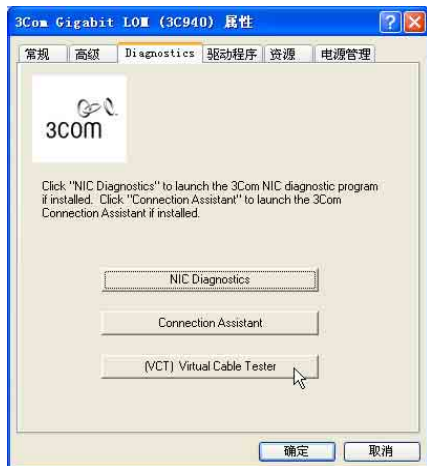 3Com Gigabit LOM (3C940) 属性
常规 高级 Diagnostics 驱动程序 资源 电源管理
3com
Click "NIC Diagnostics" to launch the 3Com NIC diagnostic program
if installed. Click "Connection Assistant" to launch the 3Com
Connection Assistant if installed.
NIC Diagnostics
Connection Assistant
(VCT) Virtual Cable Tester
确定 取消